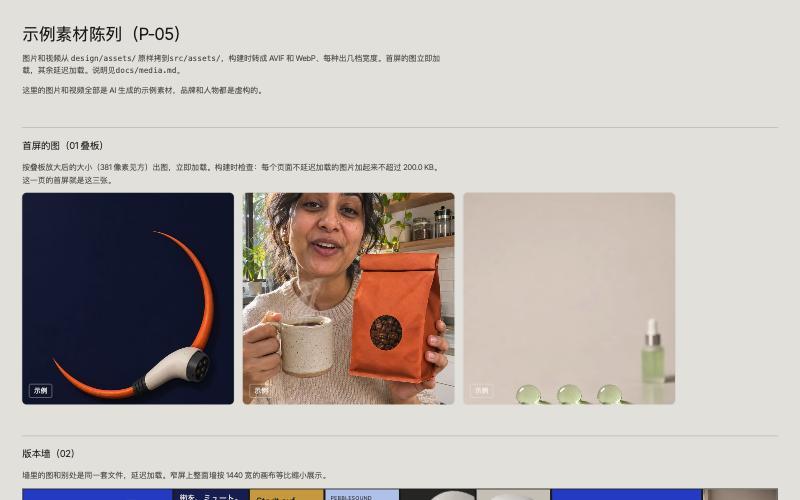 示例素材陈列（P-05）
图片和视频从 design/assets/ 原样拷到src/assets/，构建时转成 AVIF 和 WebP、每种出几档宽度。首屏的图立即加
载，其余延迟加载。说明见docs/media.md。
这里的图片和视频全部是 AI 生成的示例素材，品牌和人物都是虚构的。
首屏的图（01 叠板）
按叠板放大后的大小（381 像素见方）出图，立即加载。构建时检查：每个页面不延迟加载的图片加起来不超过 200.0 KB。
这一页的首屏就是这三张。
示例
示例
示例
版本墙（02）
墙里的图和别处是同一套文件，延迟加载。窄屏上整面墙按 1440 宽的画布等比缩小展示。
街を、ミュート。
PEBBLESOUND